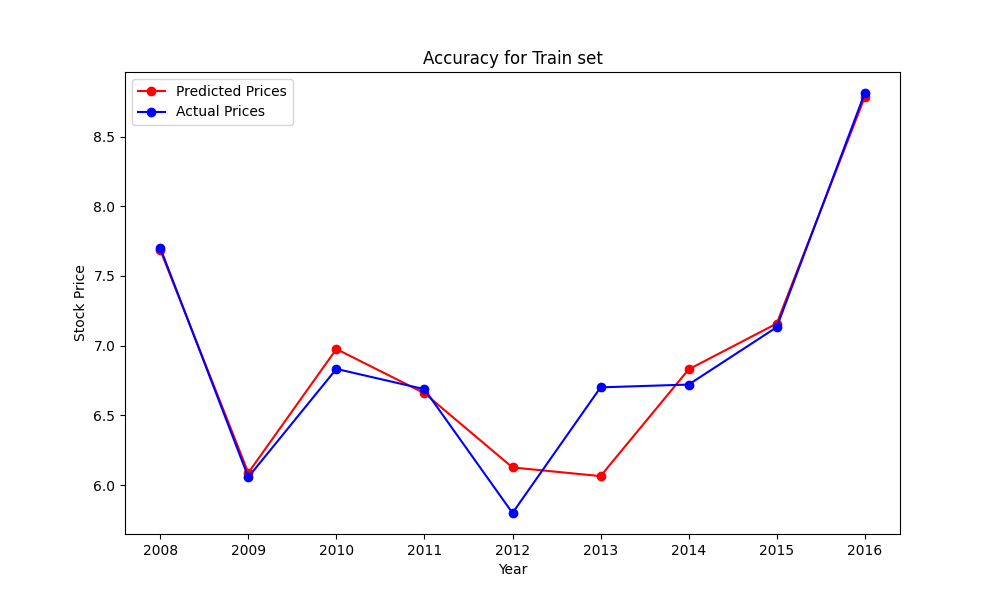 Accuracy for Train set
Predicted Prices
Actual Prices
Stock Price
8.5
8.0
7.5
7.0
6.5
6.0
2008 2009 2010 2011 2012 2013 2014 2015 2016
Year